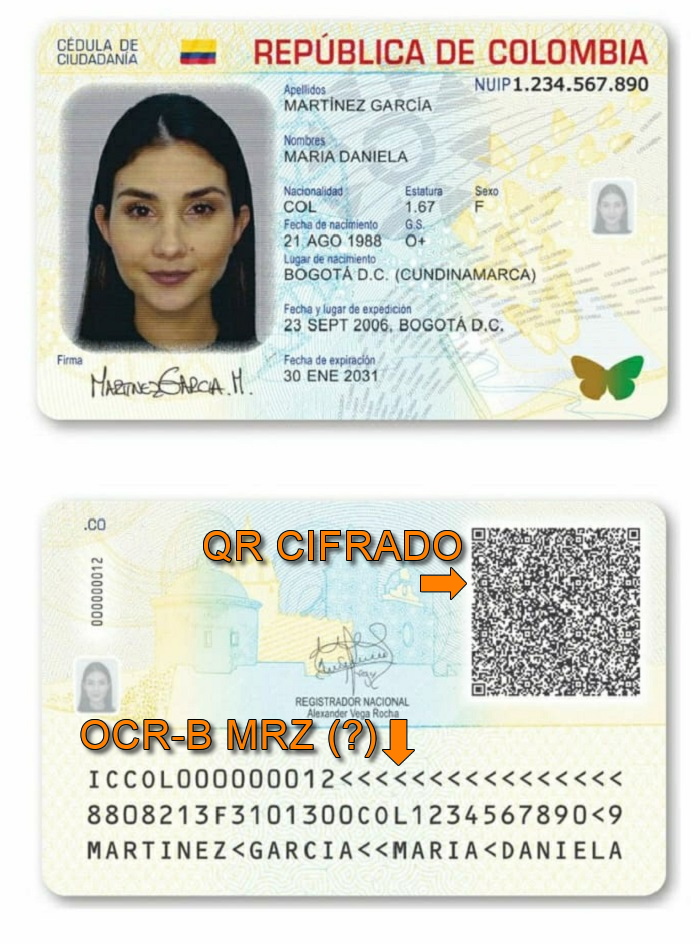 CÉDULA DE
CIUDADANÍA
REPÚBLICA DE COLOMBIA
NUIP1.234.567.890
Apellidos
MARTÍNEZ GARCÍA
Nombres
MARIA DANIELA
Nacionalidad Estatura Sexo
COL 1.67 F
Fecha de nacimiento G.S.
21 AGO 1988 O+
Lugar de nacimiento
BOGOTÁ D.C. (CUNDINAMARCA)
Fecha y lugar de expedición
23 SEPT 2006, BOGOTÁ D.C.
Firma
MARTINEZ GARCIA.M.
Fecha de expiración
30 ENE 2031
.CO
000000012
QR CIFRADO
REGISTRADOR NACIONAL
Alexander Vega Rocha
OCR-B MRZ (?)
ICCOL000000012<<<<<<<<<<<<<<<<
8808213F3101300COL1234567890<9
MARTINEZ<GARCIA<<MARIA<DANIELA